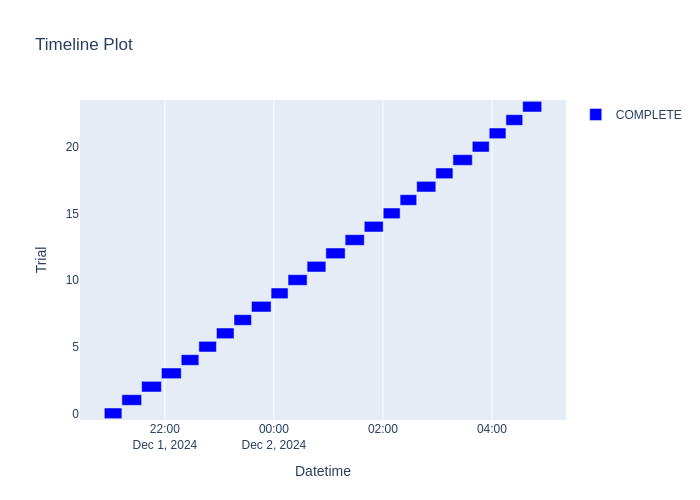 Timeline Plot
COMPLETE
Trial
20
15
10
5
0
22:00
Dec 1, 2024
00:00
Dec 2, 2024
02:00
04:00
Datetime